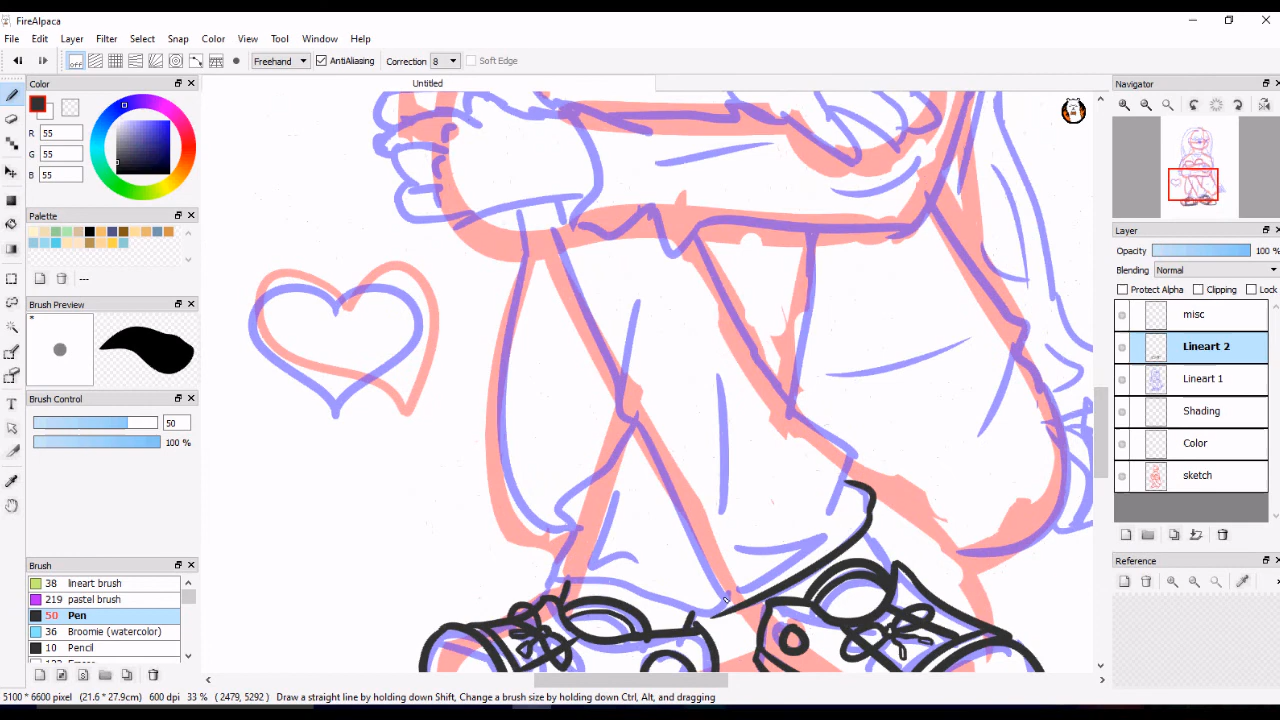 FireAlpaca
File Edit Layer Filter Select Snap Color View Tool Window Help
OFF Freehand AntiAliasing Correction 8 Soft Edge
Untitled
Color
R 55
G 55
B 55
Palette
---
Brush Preview
*
Brush Control
50
100 %
Brush
38 lineart brush
219 pastel brush
50 Pen
36 Broomie (watercolor)
10 Pencil
Navigator
Layer
Opacity 100 %
Blending Normal
Protect Alpha Clipping Lock
misc
Lineart 2
Lineart 1
Shading
Color
sketch
Reference
5100 * 6600 pixel (21.6 * 27.9cm) 600 dpi 33 % ( 2479, 5292 ) Draw a straight line by holding down Shift, Change a brush size by holding down Ctrl, Alt, and dragging